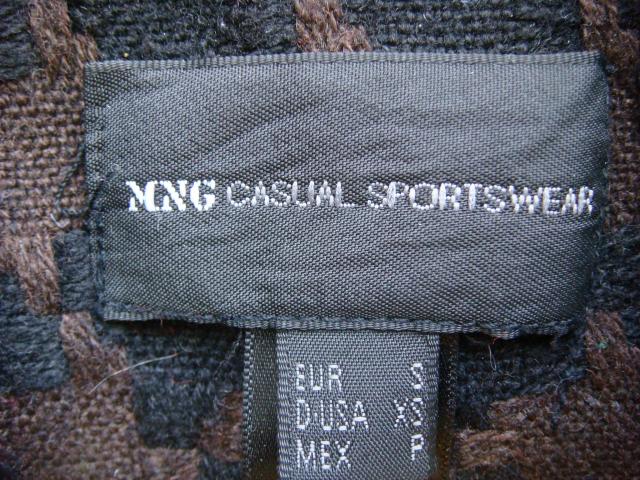 MNG CASUAL SPORTSWEAR
EUR S
D·USA XS
MEX P